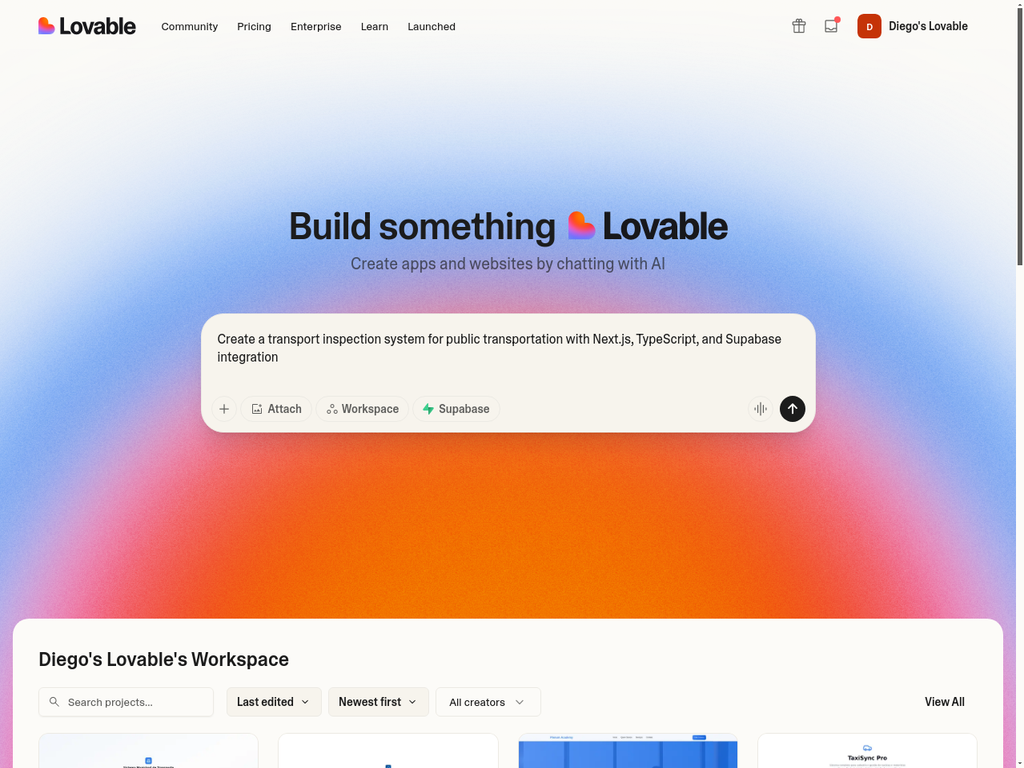 Lovable
Community
Pricing
Enterprise
Learn
Launched
D
Diego's Lovable
Build something Lovable
Create apps and websites by chatting with AI
Create a transport inspection system for public transportation with Next.js, TypeScript, and Supabase
integration
Attach
Workspace
Supabase
Diego's Lovable's Workspace
Search projects...
Last edited
Newest first
All creators
View All
TaxiSync Pro